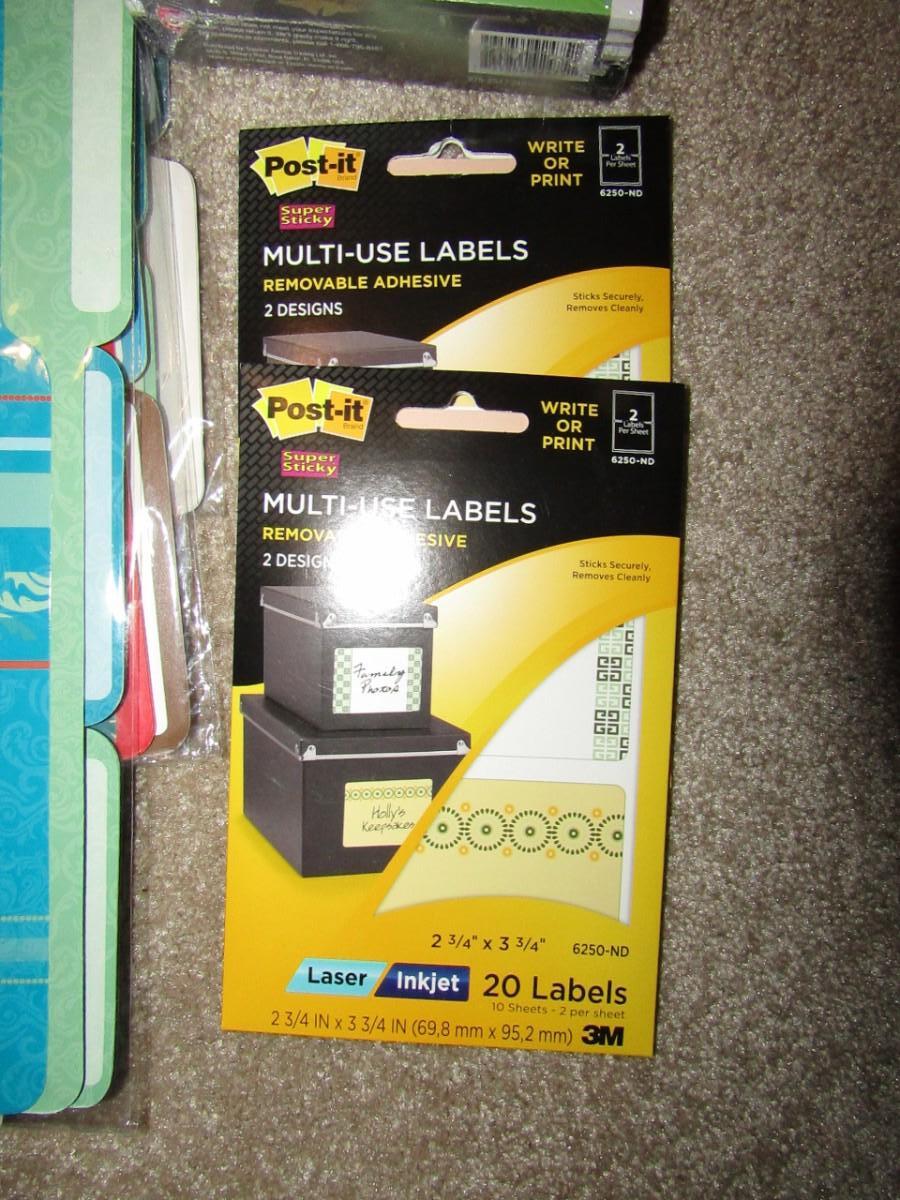 Post-it
Brand
WRITE
OR
PRINT
2
Labels
Per Sheet
6250-ND
Super
Sticky
MULTI-USE LABELS
REMOVABLE ADHESIVE
2 DESIGNS
Sticks Securely,
Removes Cleanly
Post-it
Brand
WRITE
OR
PRINT
2
Labels
Per Sheet
6250-ND
Super
Sticky
MULTI-USE LABELS
2 DESIGN
Sticks Securely,
Removes Cleanly
Family
Photos
Holly's
Keepsakes
2 3/4" x 3 3/4" 6250-ND
Laser Inkjet 20 Labels
10 Sheets - 2 per sheet
2 3/4 IN x 3 3/4 IN (69,8 mm x 95,2 mm) 3M